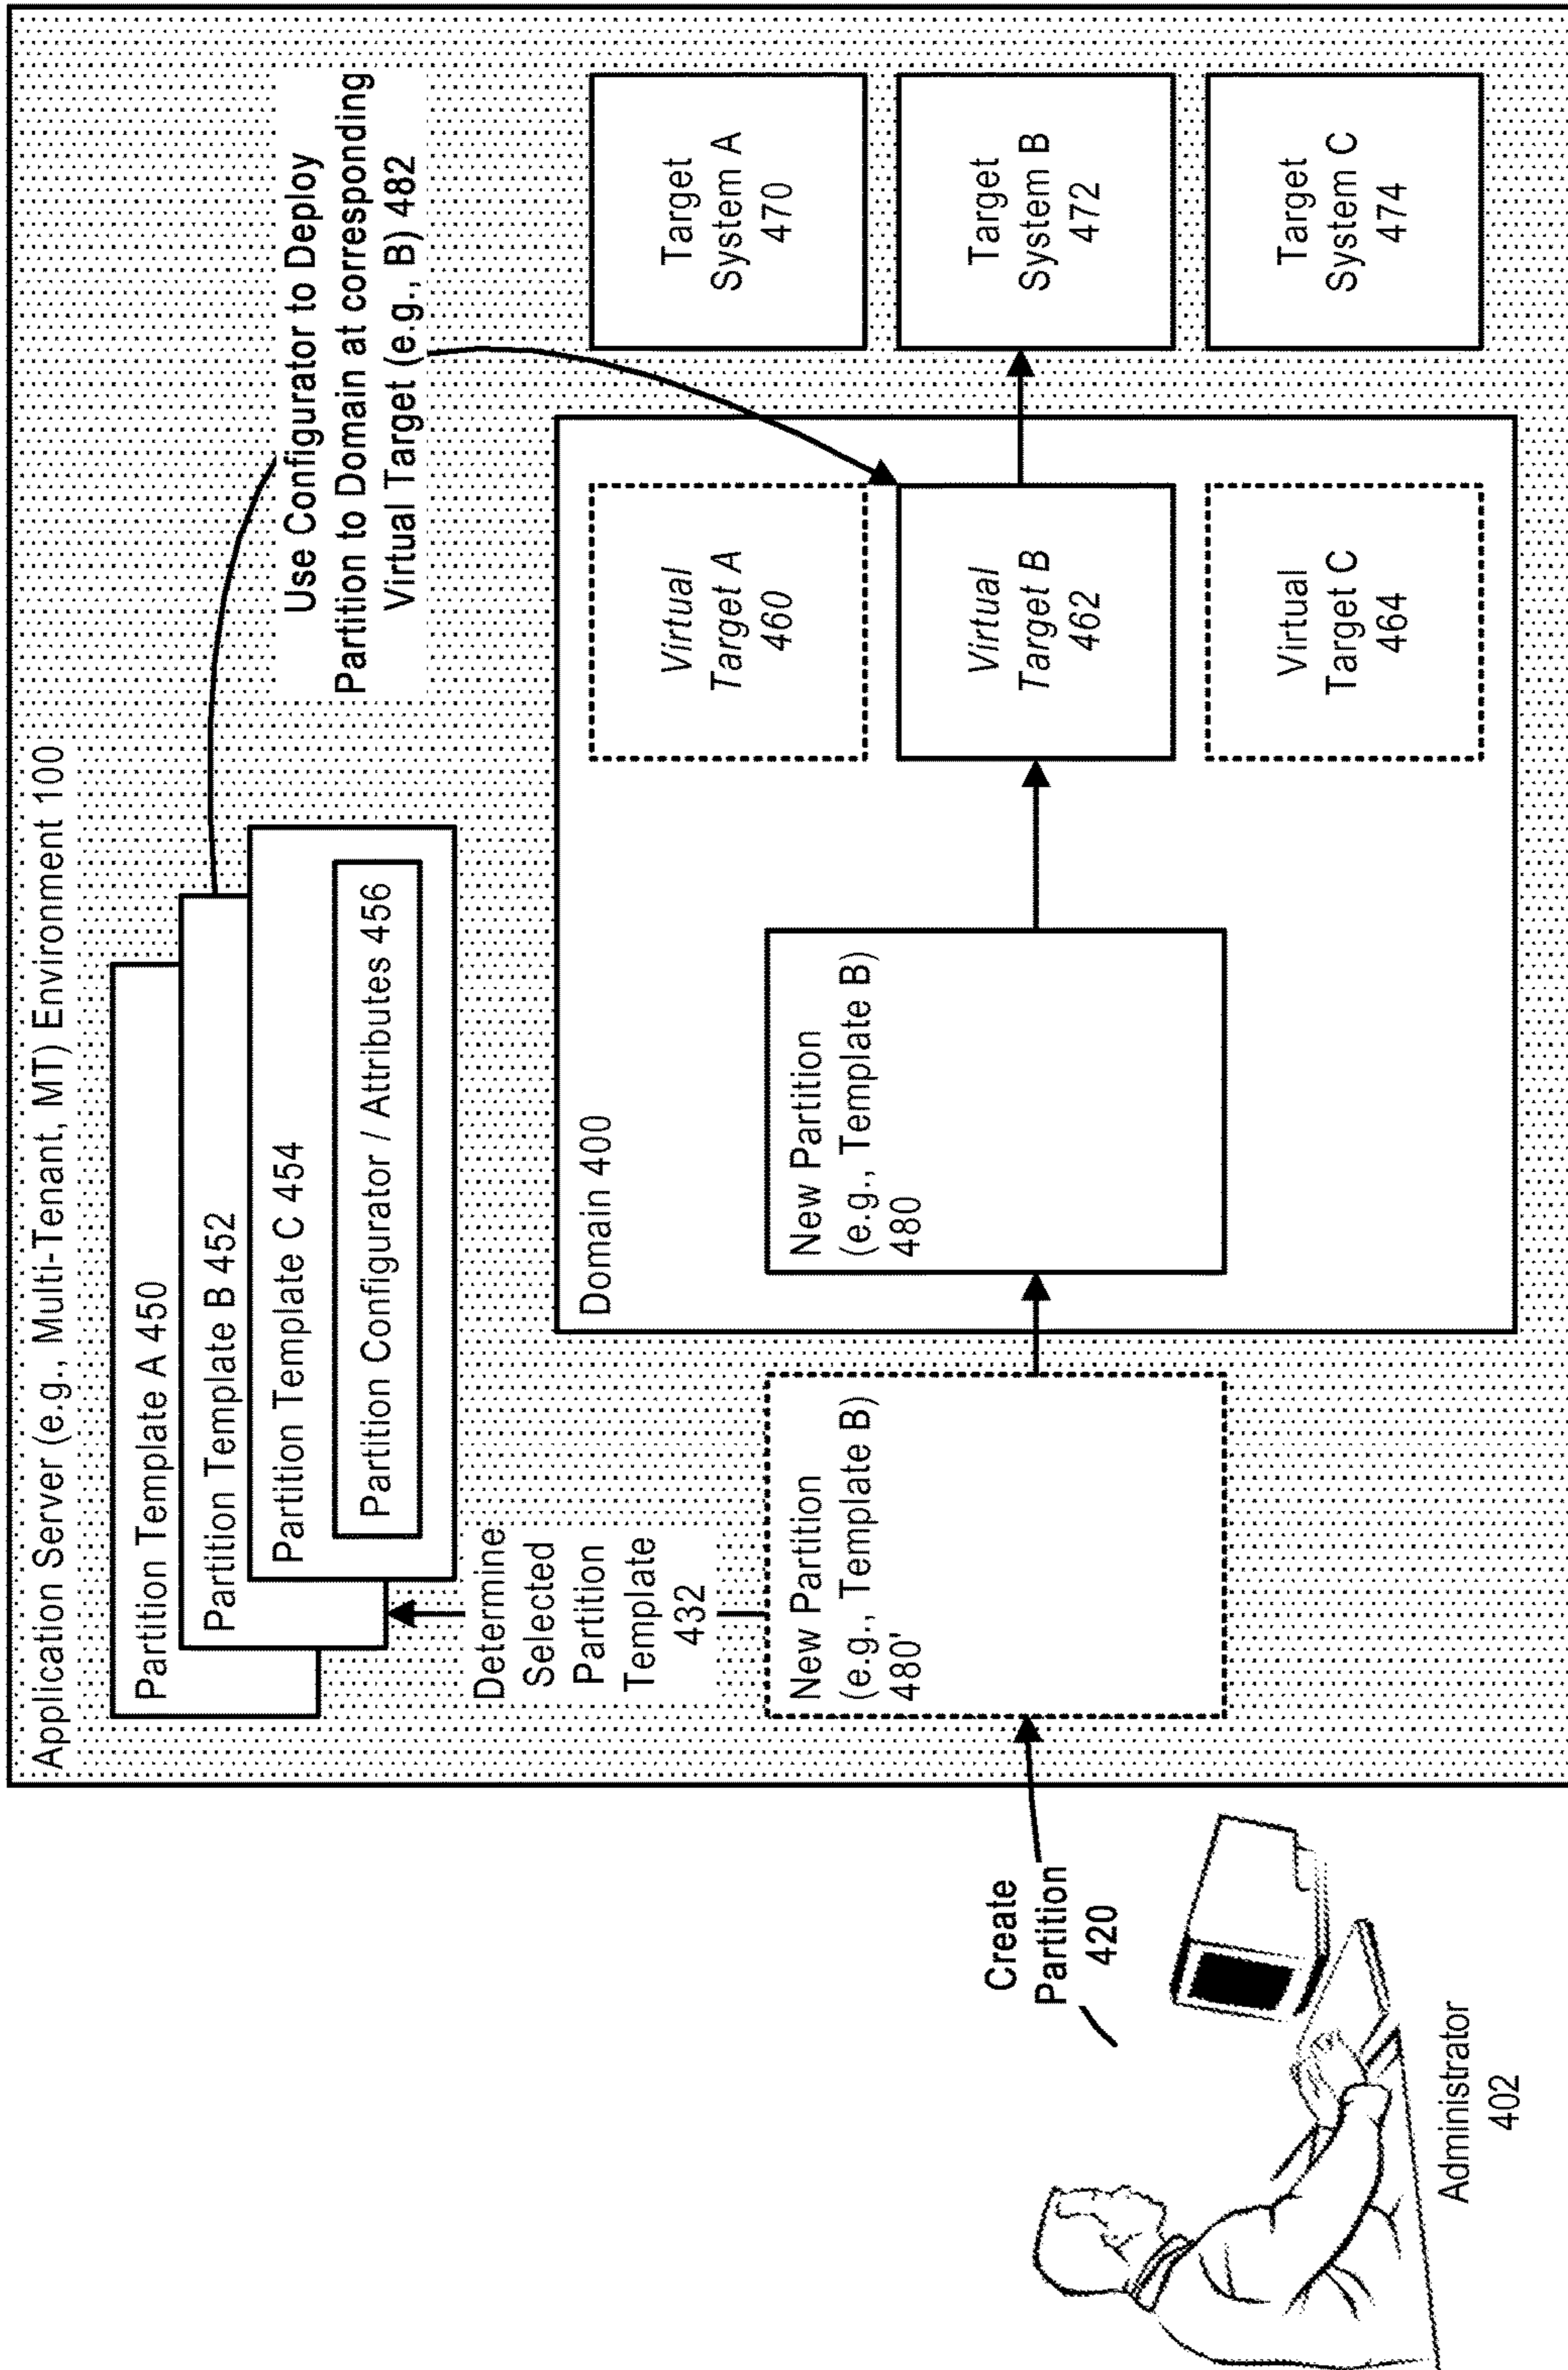 Application Server (e.g., Multi-Tenant, MT) Environment 100
Partition Template A 450
Partition Template B 452
Partition Template C 454
Partition Configurator / Attributes 456
Use Configurator to Deploy
Partition to Domain at corresponding
Virtual Target (e.g., B) 482
Determine
Selected
Partition
Template
432
Domain 400
New Partition
(e.g., Template B)
480'
New Partition
(e.g., Template B)
480
Virtual
Target A
460
Virtual
Target B
462
Virtual
Target C
464
Target
System A
470
Target
System B
472
Target
System C
474
Create
Partition
420
Administrator
402